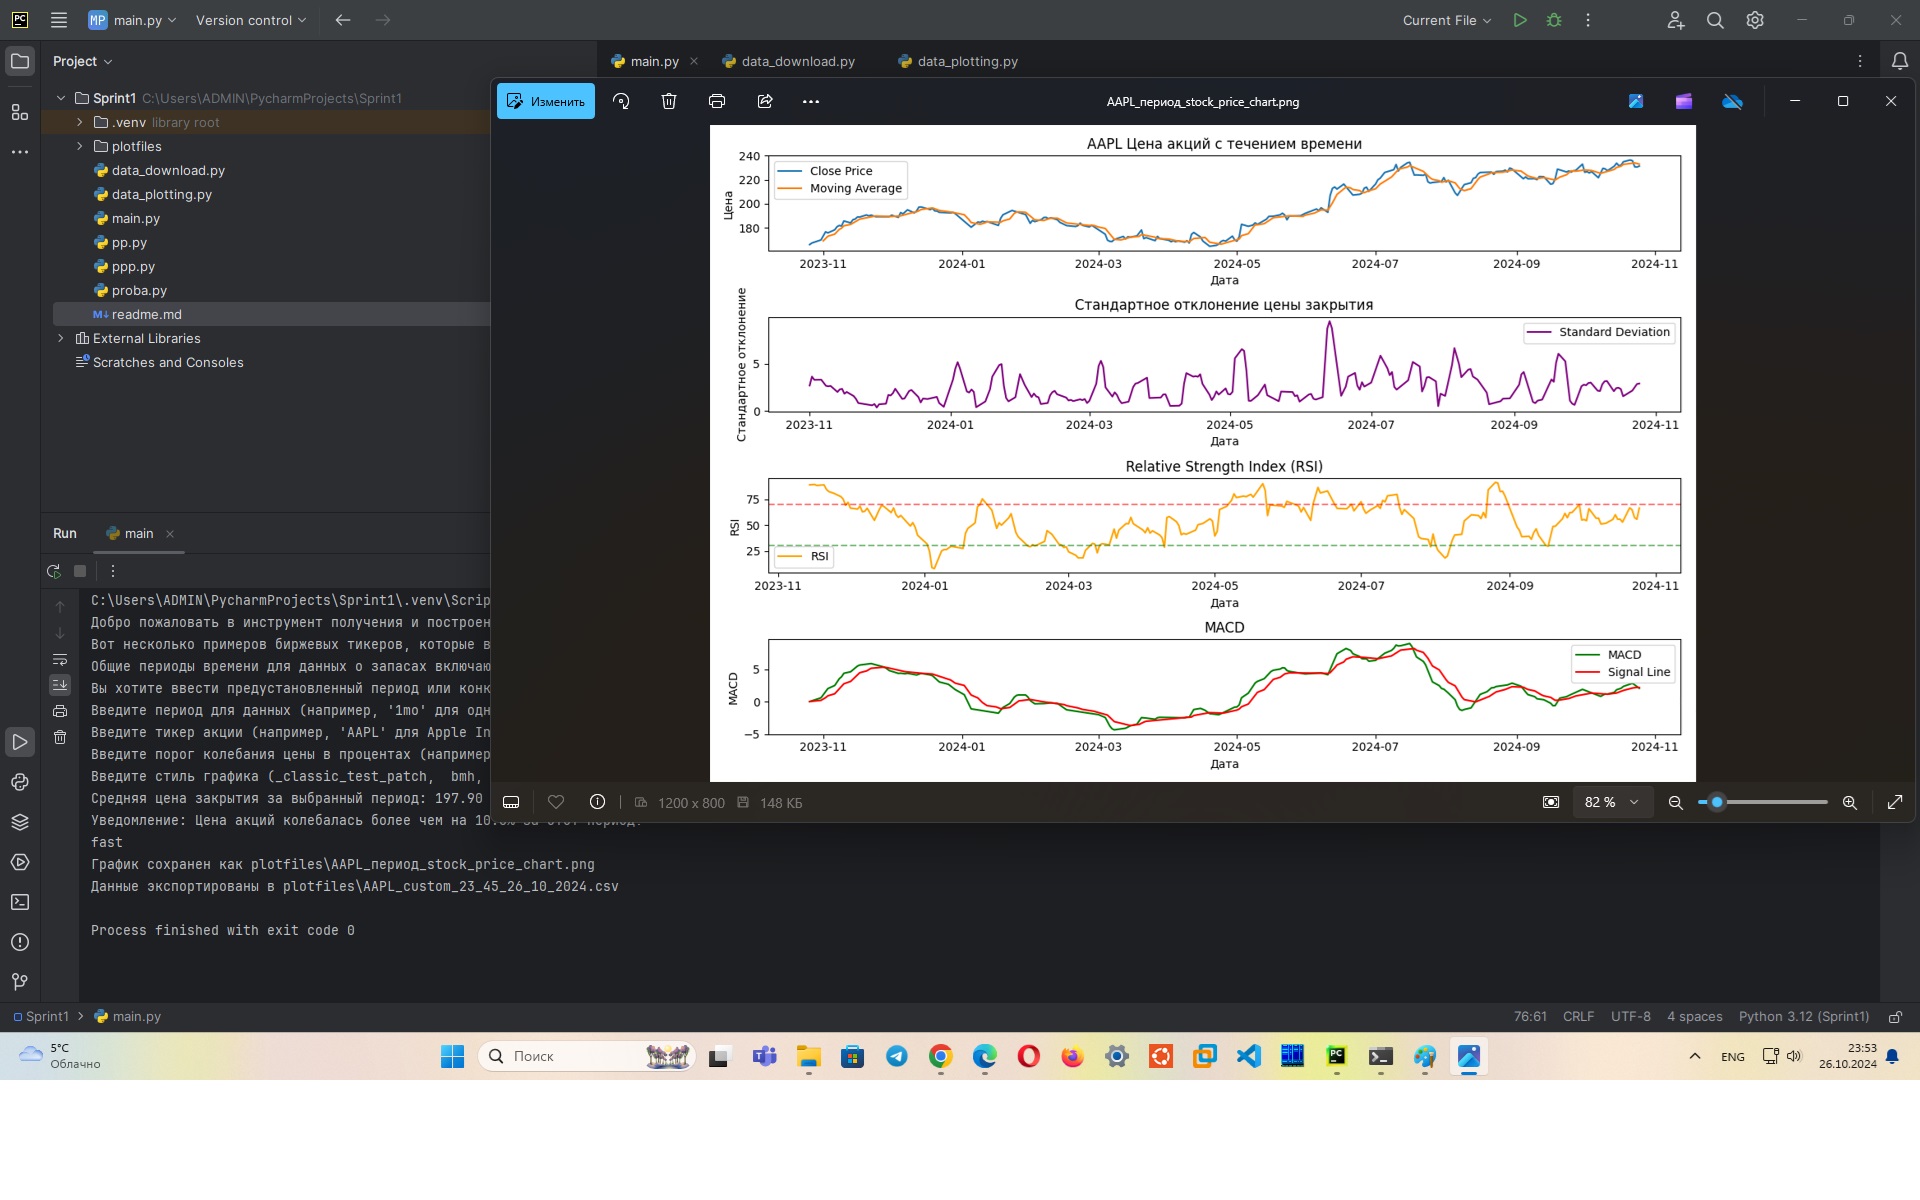 PC
MP main.py Version control Current File
Project
main.py data_download.py data_plotting.py
Sprint1 C:\Users\ADMIN\PycharmProjects\Sprint1
.venv library root
plotfiles
data_download.py
data_plotting.py
main.py
pp.py
ppp.py
proba.py
M↓ readme.md
External Libraries
Scratches and Consoles
Изменить
AAPL_период_stock_price_chart.png
AAPL Цена акций с течением времени
Close Price
Moving Average
Цена
240
220
200
180
2023-11 2024-01 2024-03 2024-05 2024-07 2024-09 2024-11
Дата
Стандартное отклонение цены закрытия
Standard Deviation
Стандартное отклонение
5
0
2023-11 2024-01 2024-03 2024-05 2024-07 2024-09 2024-11
Дата
Relative Strength Index (RSI)
RSI
75
50
25
RSI
2023-11 2024-01 2024-03 2024-05 2024-07 2024-09 2024-11
Дата
MACD
MACD
Signal Line
MACD
5
0
−5
2023-11 2024-01 2024-03 2024-05 2024-07 2024-09 2024-11
Дата
1200 x 800 148 КБ
82 %
Run main
C:\Users\ADMIN\PycharmProjects\Sprint1\.venv\Scrip
Добро пожаловать в инструмент получения и построен
Вот несколько примеров биржевых тикеров, которые в
Общие периоды времени для данных о запасах включаю
Вы хотите ввести предустановленный период или конк
Введите период для данных (например, '1mo' для одн
Введите тикер акции (например, 'AAPL' для Apple In
Введите порог колебания цены в процентах (например
Введите стиль графика (_classic_test_patch, bmh,
Средняя цена закрытия за выбранный период: 197.90
Уведомление: Цена акций колебалась более чем на 10.0% за этот период.
fast
График сохранен как plotfiles\AAPL_период_stock_price_chart.png
Данные экспортированы в plotfiles\AAPL_custom_23_45_26_10_2024.csv
Process finished with exit code 0
Sprint1 main.py
76:61 CRLF UTF-8 4 spaces Python 3.12 (Sprint1)
5°C
Облачно
Поиск
PC
ENG
23:53
26.10.2024